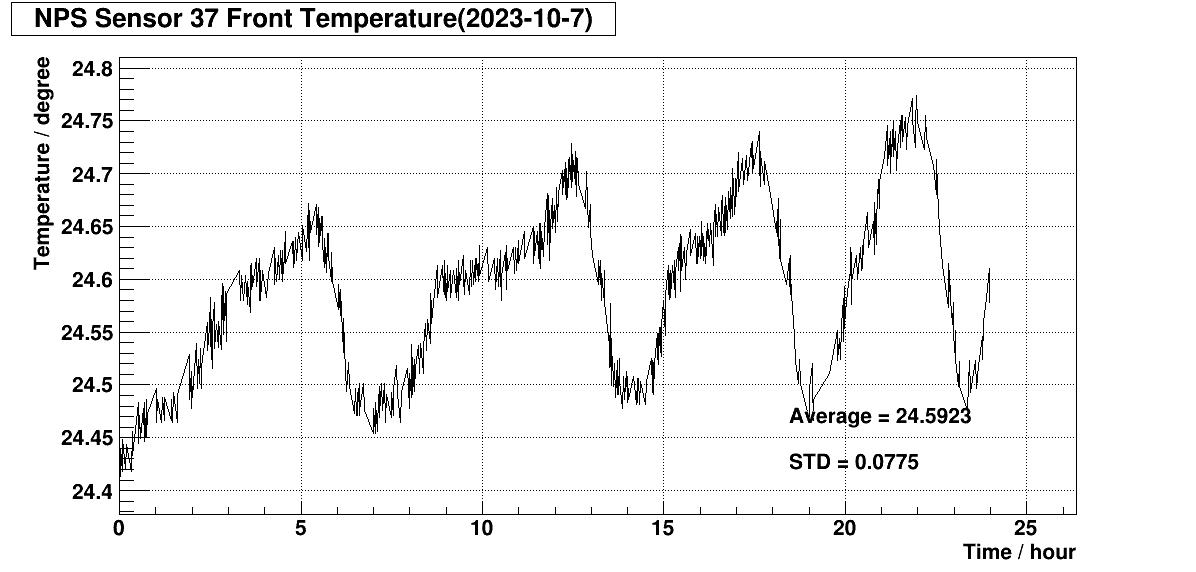 NPS Sensor 37 Front Temperature(2023-10-7)
Temperature / degree
24.8
24.75
24.7
24.65
24.6
24.55
24.5
24.45
24.4
Average = 24.5923
STD = 0.0775
0 5 10 15 20 25
Time / hour